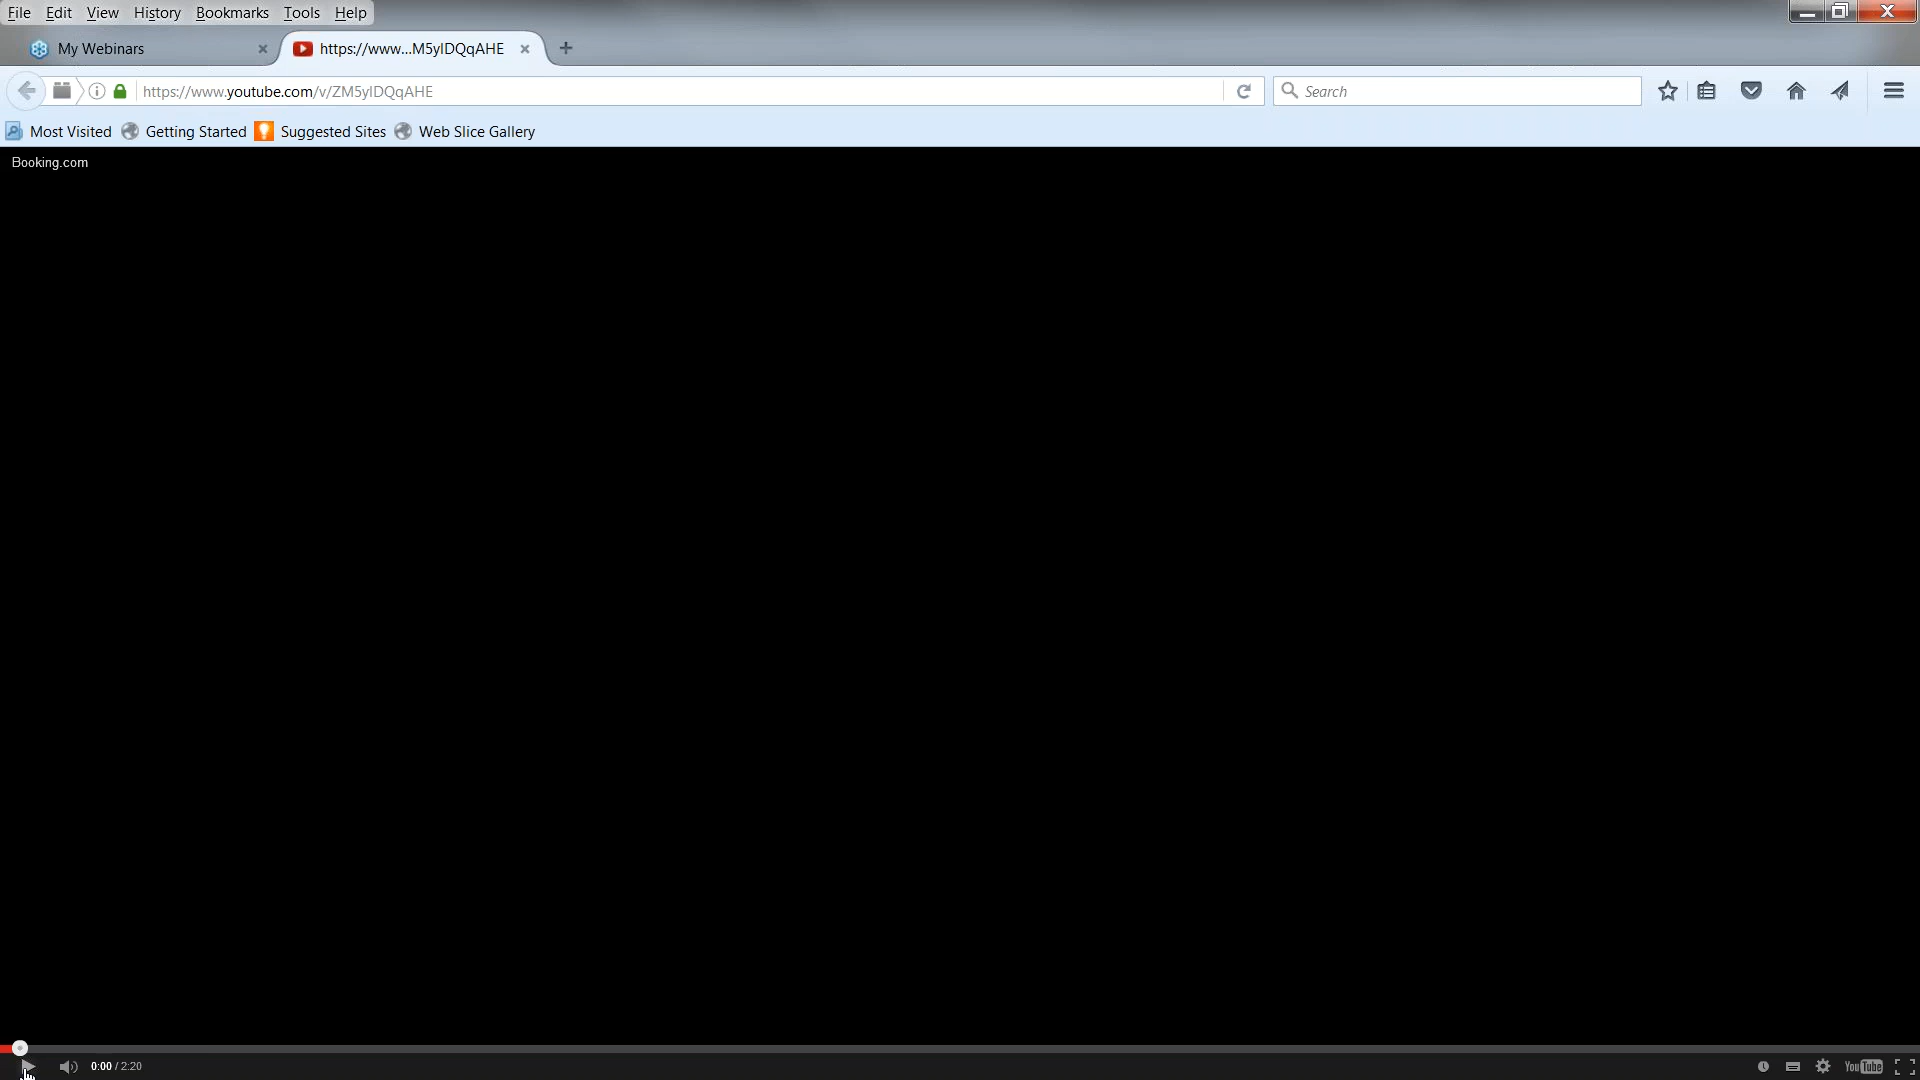 File Edit View History Bookmarks Tools Help
My Webinars
https://www...M5ylDQqAHE
https://www.youtube.com/v/ZM5ylDQqAHE
Search
Most Visited Getting Started Suggested Sites Web Slice Gallery
Booking.com
0:00 / 2:20
YouTube